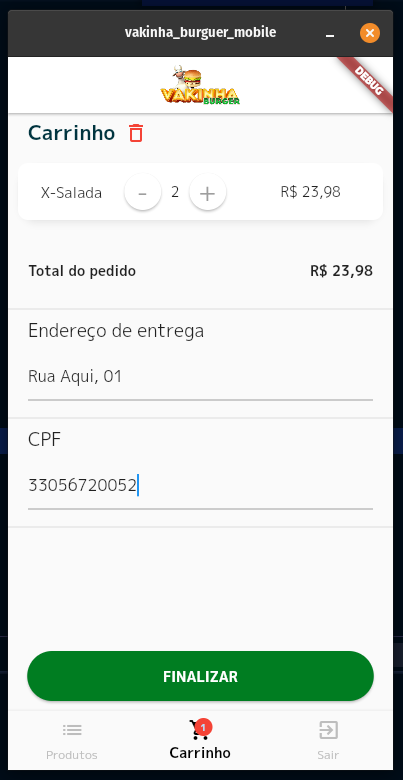 vakinha_burguer_mobile
DEBUG
VAKINHA
BURGER
Carrinho
X-Salada - 2 + R$ 23,98
Total do pedido R$ 23,98
Endereço de entrega
Rua Aqui, 01
CPF
33056720052
FINALIZAR
1
Produtos Carrinho Sair